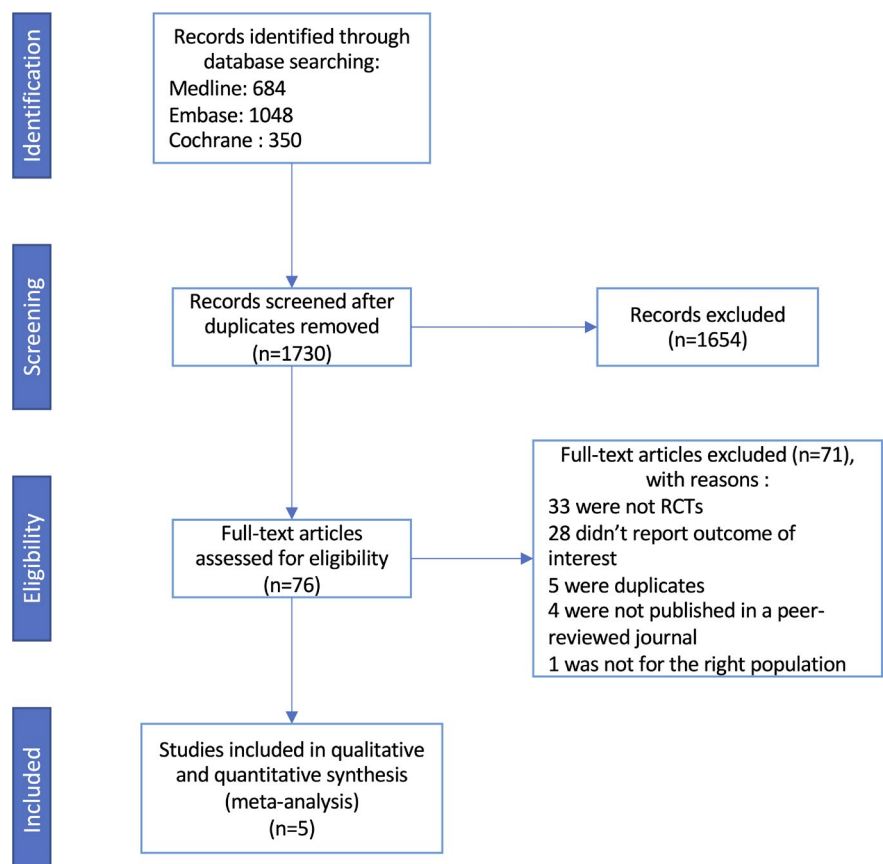 Identification
Records identified through
database searching:
Medline: 684
Embase: 1048
Cochrane : 350
Screening
Records screened after
duplicates removed
(n=1730)
Records excluded
(n=1654)
Eligibility
Full-text articles
assessed for eligibility
(n=76)
Full-text articles excluded (n=71),
with reasons :
33 were not RCTs
28 didn’t report outcome of
interest
5 were duplicates
4 were not published in a peer-
reviewed journal
1 was not for the right population
Included
Studies included in qualitative
and quantitative synthesis
(meta-analysis)
(n=5)